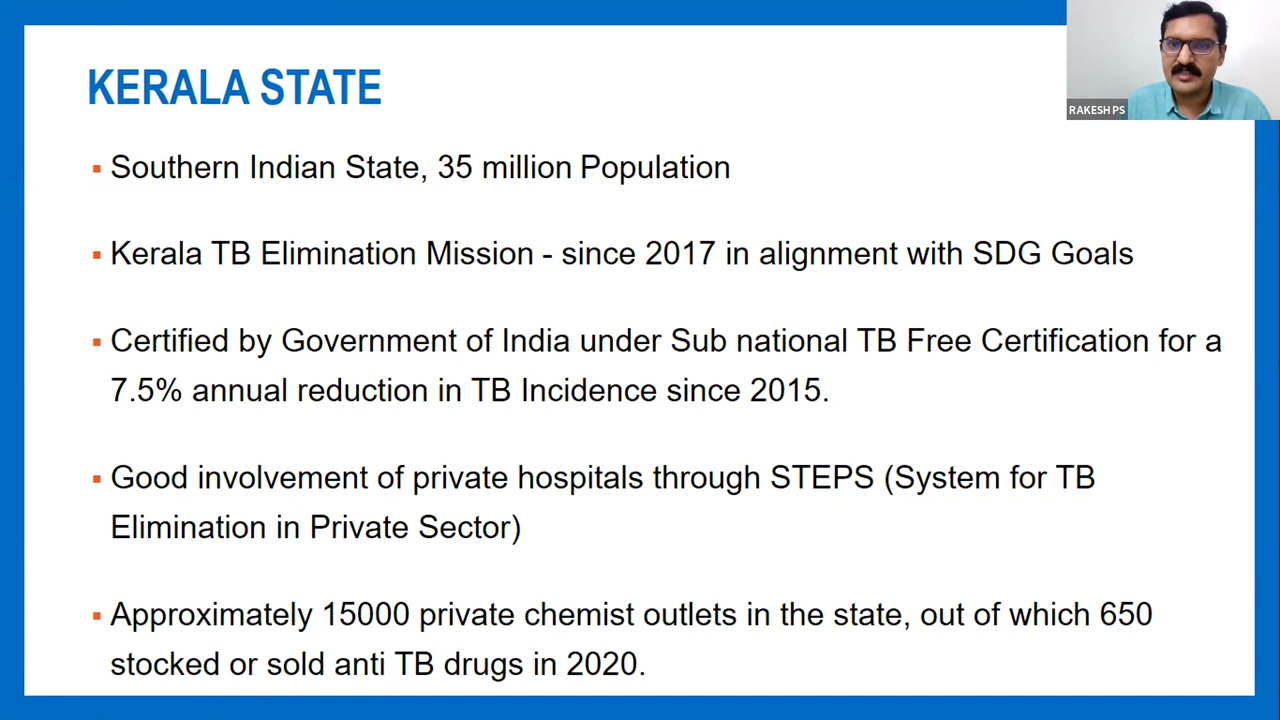 KERALA STATE
RAKESH PS
▪ Southern Indian State, 35 million Population
▪ Kerala TB Elimination Mission - since 2017 in alignment with SDG Goals
▪ Certified by Government of India under Sub national TB Free Certification for a
7.5% annual reduction in TB Incidence since 2015.
▪ Good involvement of private hospitals through STEPS (System for TB
Elimination in Private Sector)
▪ Approximately 15000 private chemist outlets in the state, out of which 650
stocked or sold anti TB drugs in 2020.